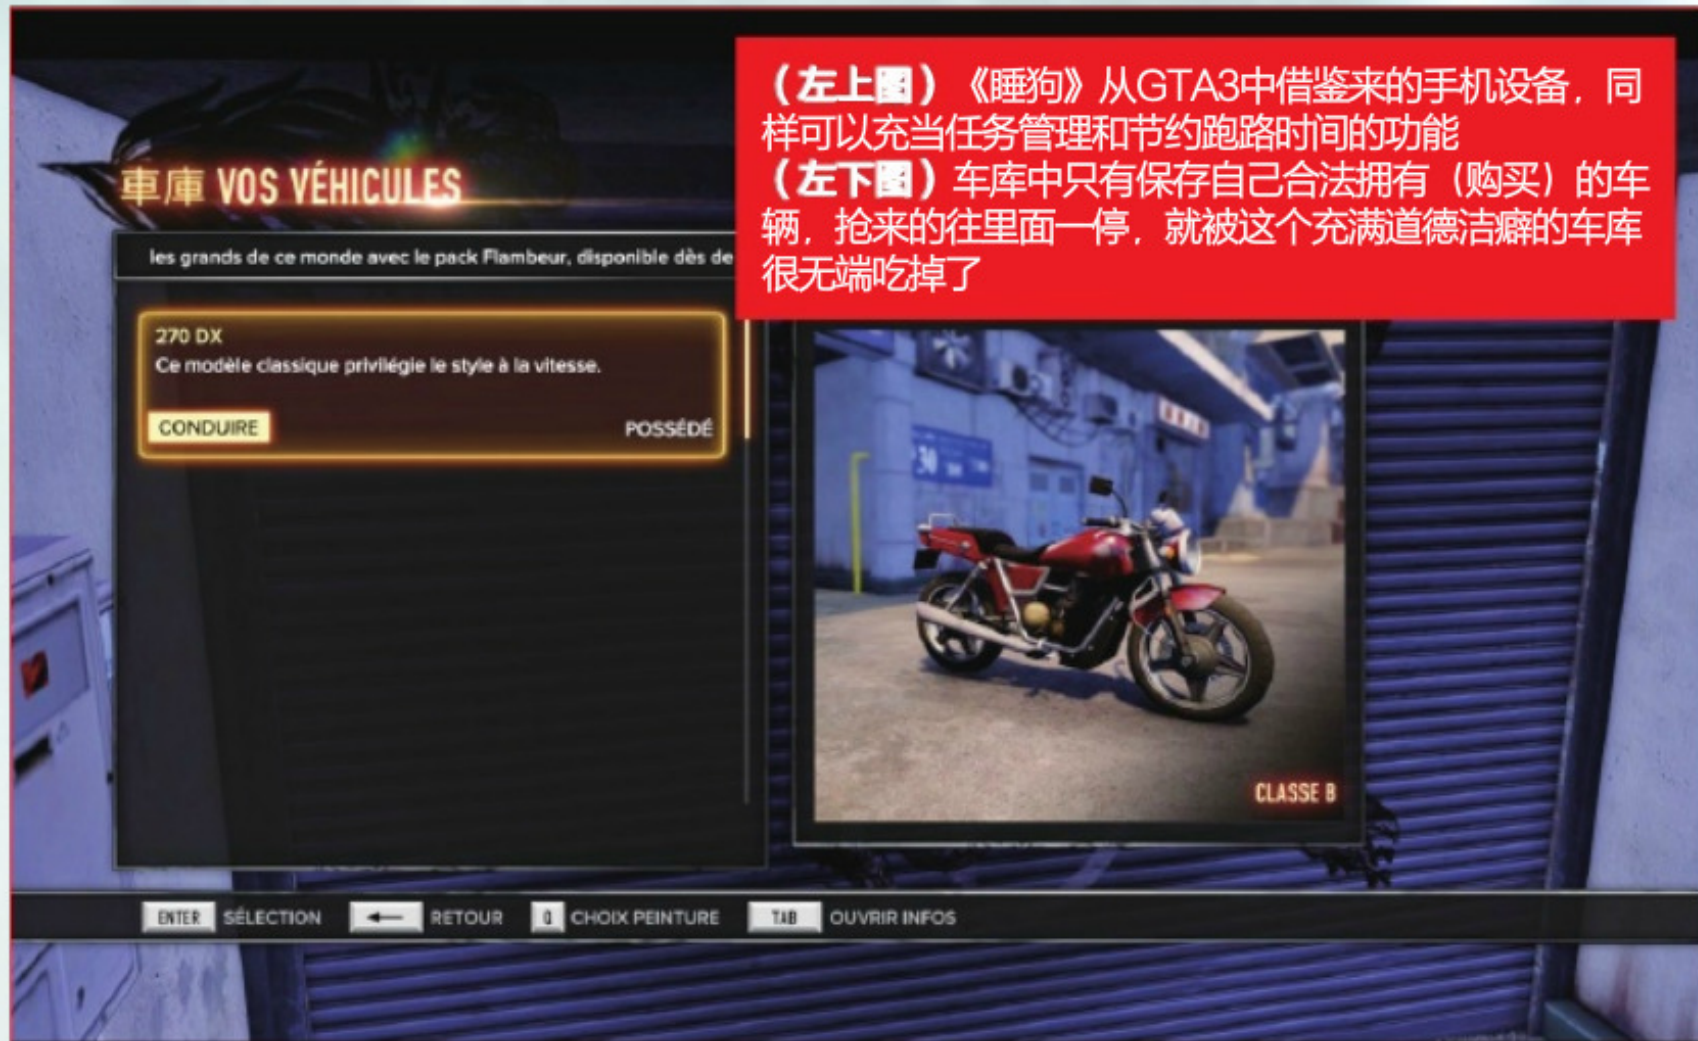 （左上图）《睡狗》从GTA3中借鉴来的手机设备，同
样可以充当任务管理和节约跑路时间的功能
（左下图）车库中只有保存自己合法拥有（购买）的车
辆，抢来的往里面一停，就被这个充满道德洁癖的车库
很无端吃掉了
車庫 VOS VÉHICULES
les grands de ce monde avec le pack Flambeur, disponible dès de
270 DX
Ce modèle classique privilégie le style à la vitesse.
CONDUIRE POSSÉDÉ
30
CLASSE B
ENTER SÉLECTION ← RETOUR Q CHOIX PEINTURE TAB OUVRIR INFOS